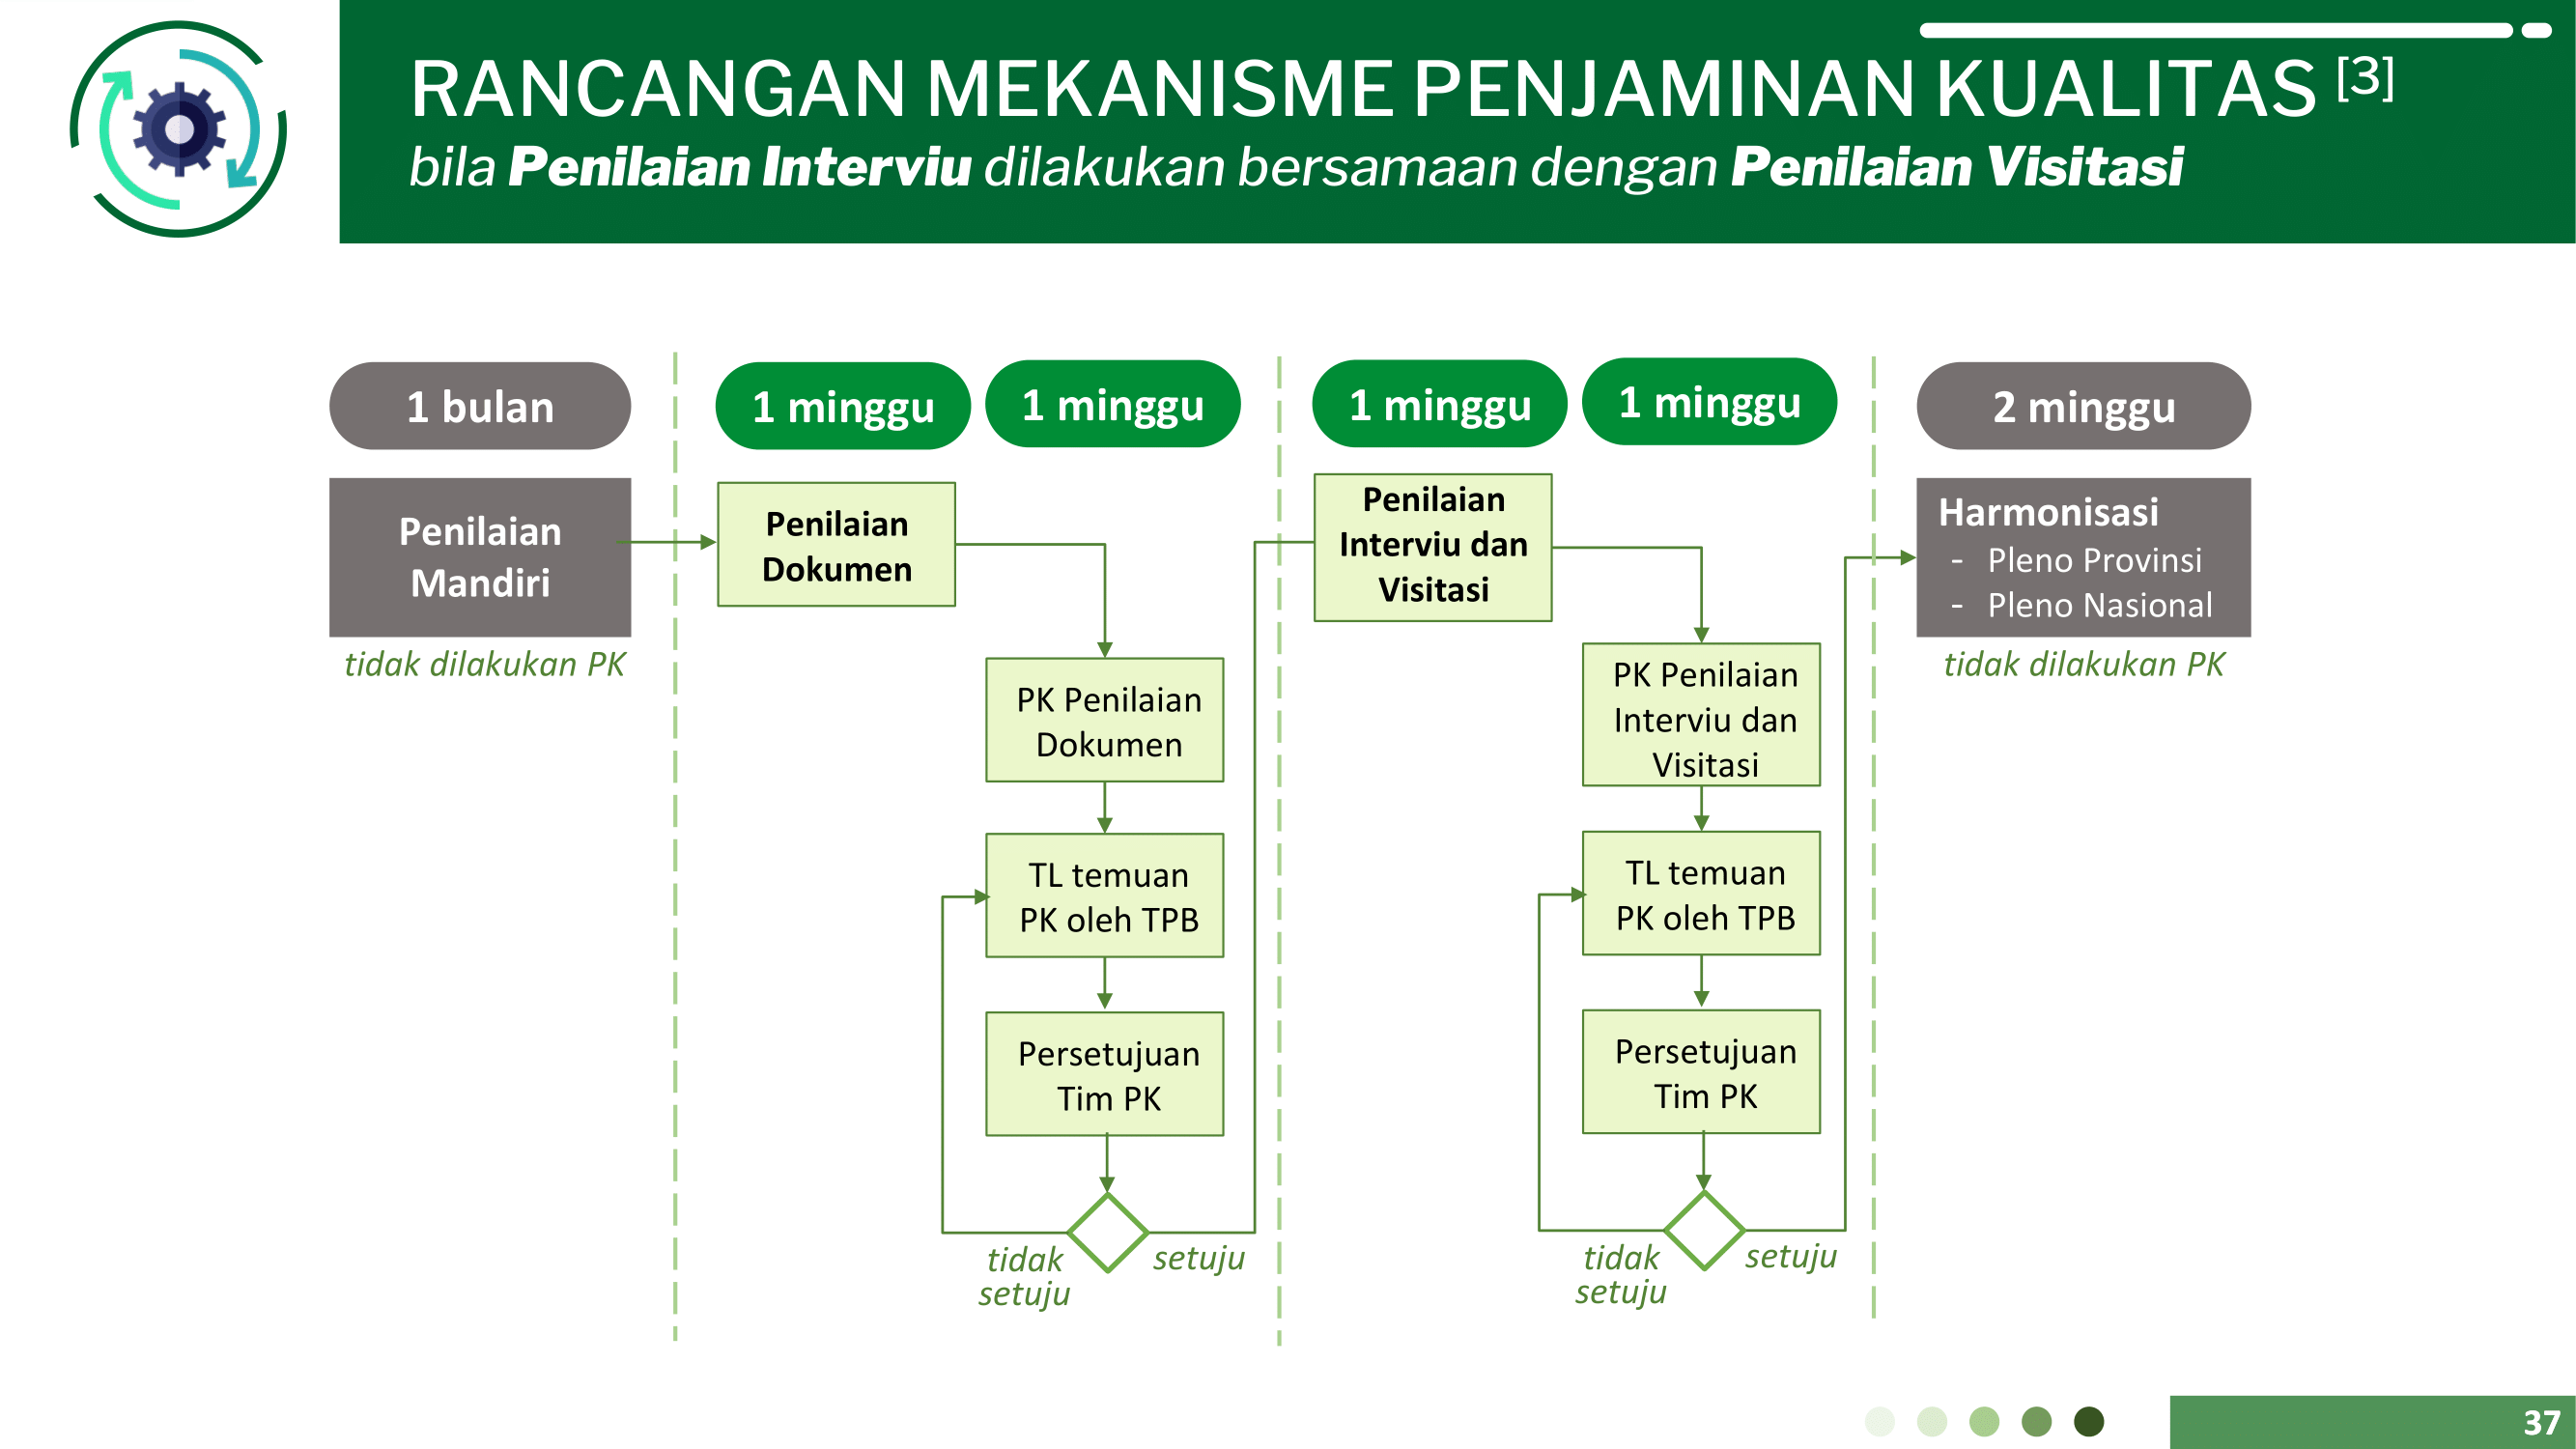 RANCANGAN MEKANISME PENJAMINAN KUALITAS [3]
bila Penilaian Interviu dilakukan bersamaan dengan Penilaian Visitasi
1 bulan
Penilaian
Mandiri
tidak dilakukan PK
1 minggu
Penilaian
Dokumen
1 minggu
PK Penilaian
Dokumen
TL temuan
PK oleh TPB
Persetujuan
Tim PK
tidak
setuju
setuju
1 minggu
Penilaian
Interviu dan
Visitasi
1 minggu
PK Penilaian
Interviu dan
Visitasi
TL temuan
PK oleh TPB
Persetujuan
Tim PK
tidak
setuju
setuju
2 minggu
Harmonisasi
- Pleno Provinsi
- Pleno Nasional
tidak dilakukan PK
37